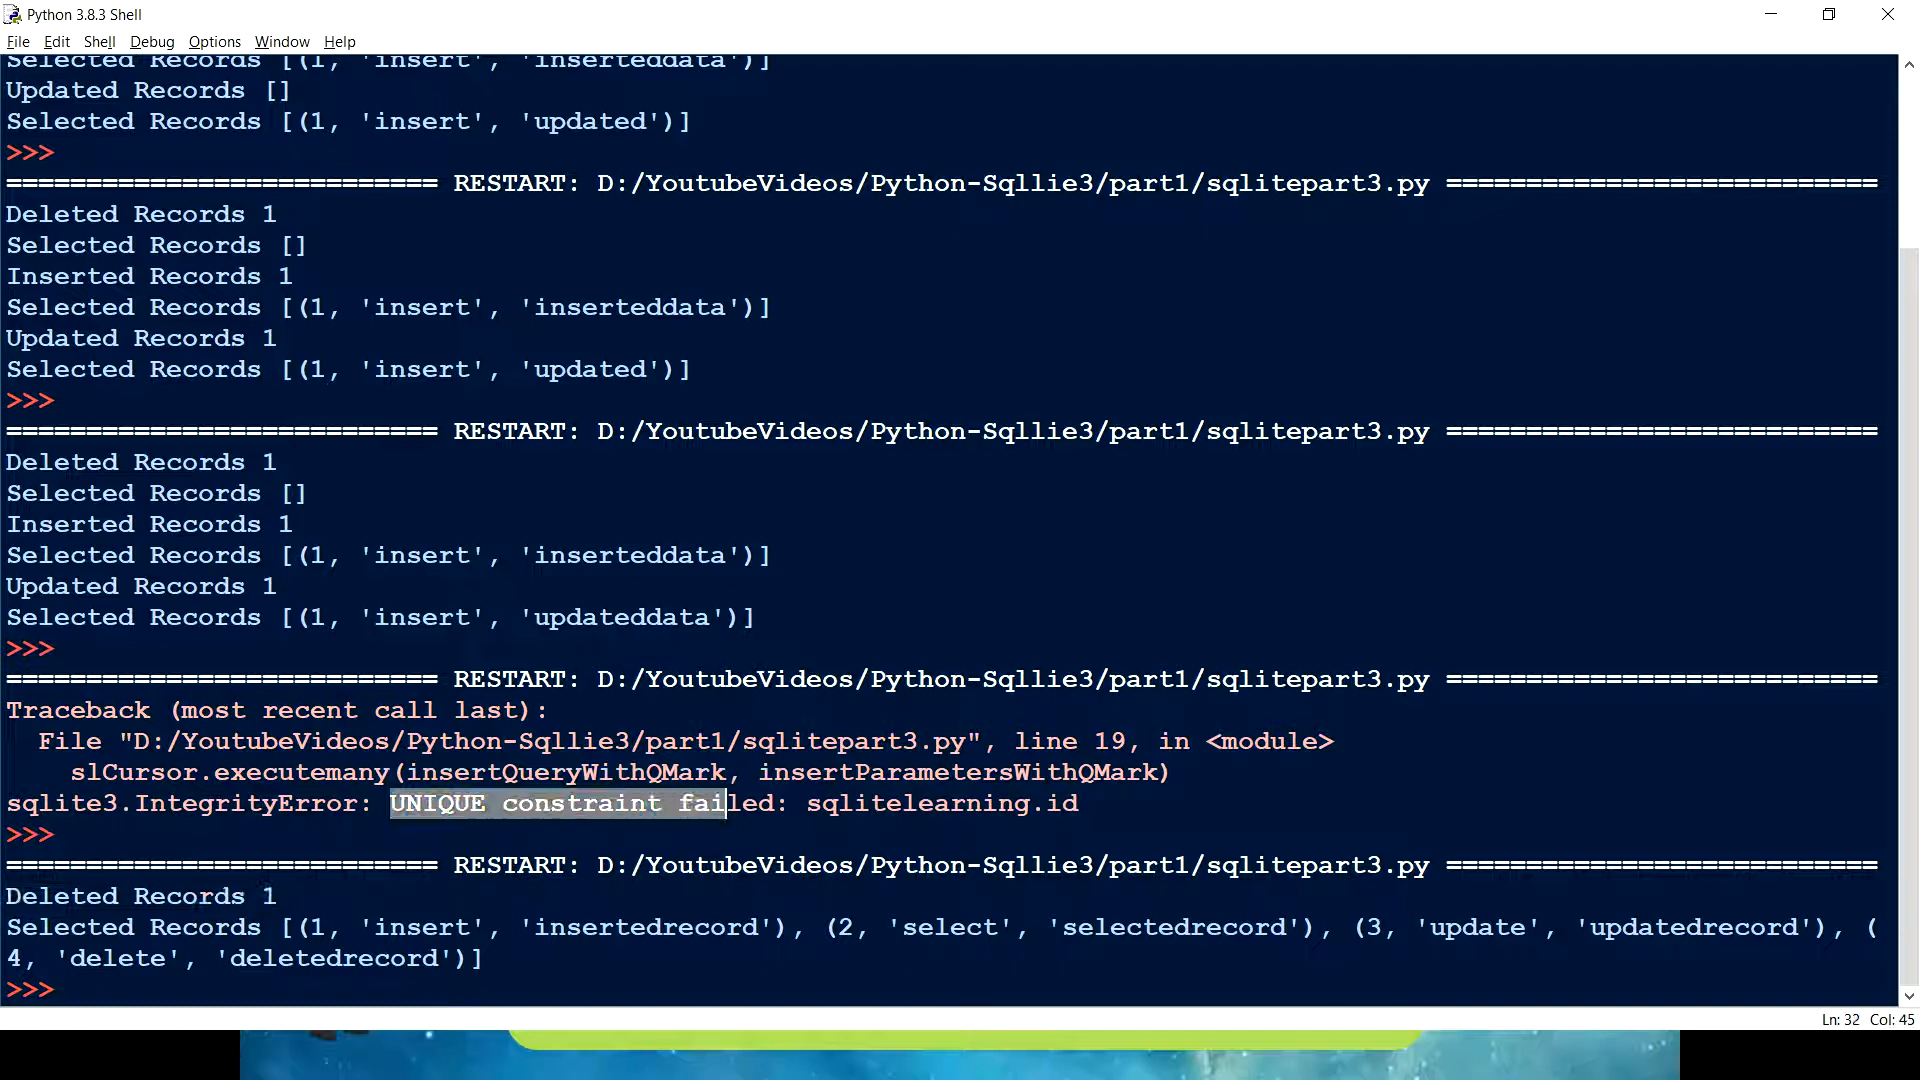 Python 3.8.3 Shell
File Edit Shell Debug Options Window Help
Selected Records [(1, 'insert', 'inserteddata')]
Updated Records []
Selected Records [(1, 'insert', 'updated')]
>>>
=========================== RESTART: D:/YoutubeVideos/Python-Sqllie3/part1/sqlitepart3.py ===========================
Deleted Records 1
Selected Records []
Inserted Records 1
Selected Records [(1, 'insert', 'inserteddata')]
Updated Records 1
Selected Records [(1, 'insert', 'updated')]
>>>
=========================== RESTART: D:/YoutubeVideos/Python-Sqllie3/part1/sqlitepart3.py ===========================
Deleted Records 1
Selected Records []
Inserted Records 1
Selected Records [(1, 'insert', 'inserteddata')]
Updated Records 1
Selected Records [(1, 'insert', 'updateddata')]
>>>
=========================== RESTART: D:/YoutubeVideos/Python-Sqllie3/part1/sqlitepart3.py ===========================
Traceback (most recent call last):
  File "D:/YoutubeVideos/Python-Sqllie3/part1/sqlitepart3.py", line 19, in <module>
    slCursor.executemany(insertQueryWithQMark, insertParametersWithQMark)
sqlite3.IntegrityError: UNIQUE constraint failed: sqlitelearning.id
>>>
=========================== RESTART: D:/YoutubeVideos/Python-Sqllie3/part1/sqlitepart3.py ===========================
Deleted Records 1
Selected Records [(1, 'insert', 'insertedrecord'), (2, 'select', 'selectedrecord'), (3, 'update', 'updatedrecord'), (
4, 'delete', 'deletedrecord')]
>>>
Ln: 32 Col: 45